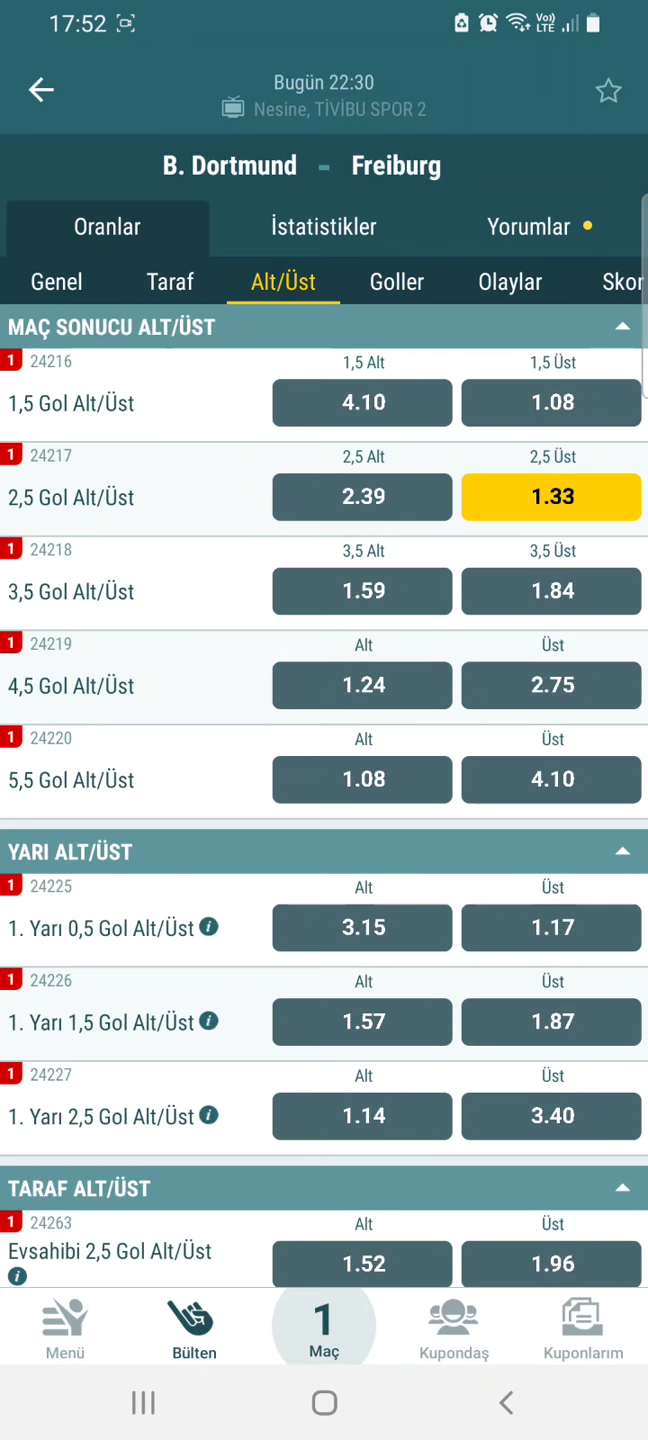 17:52
Vo))
LTE
Bugün 22:30
Nesine, TİVİBU SPOR 2
B. Dortmund - Freiburg
Oranlar İstatistikler Yorumlar
Genel Taraf Alt/Üst Goller Olaylar Skor
MAÇ SONUCU ALT/ÜST
1 24216 1,5 Alt 1,5 Üst
1,5 Gol Alt/Üst 4.10 1.08
1 24217 2,5 Alt 2,5 Üst
2,5 Gol Alt/Üst 2.39 1.33
1 24218 3,5 Alt 3,5 Üst
3,5 Gol Alt/Üst 1.59 1.84
1 24219 Alt Üst
4,5 Gol Alt/Üst 1.24 2.75
1 24220 Alt Üst
5,5 Gol Alt/Üst 1.08 4.10
YARI ALT/ÜST
1 24225 Alt Üst
1. Yarı 0,5 Gol Alt/Üst i 3.15 1.17
1 24226 Alt Üst
1. Yarı 1,5 Gol Alt/Üst i 1.57 1.87
1 24227 Alt Üst
1. Yarı 2,5 Gol Alt/Üst i 1.14 3.40
TARAF ALT/ÜST
1 24263 Alt Üst
Evsahibi 2,5 Gol Alt/Üst i 1.52 1.96
1
Menü Bülten Maç Kupondaş Kuponlarım